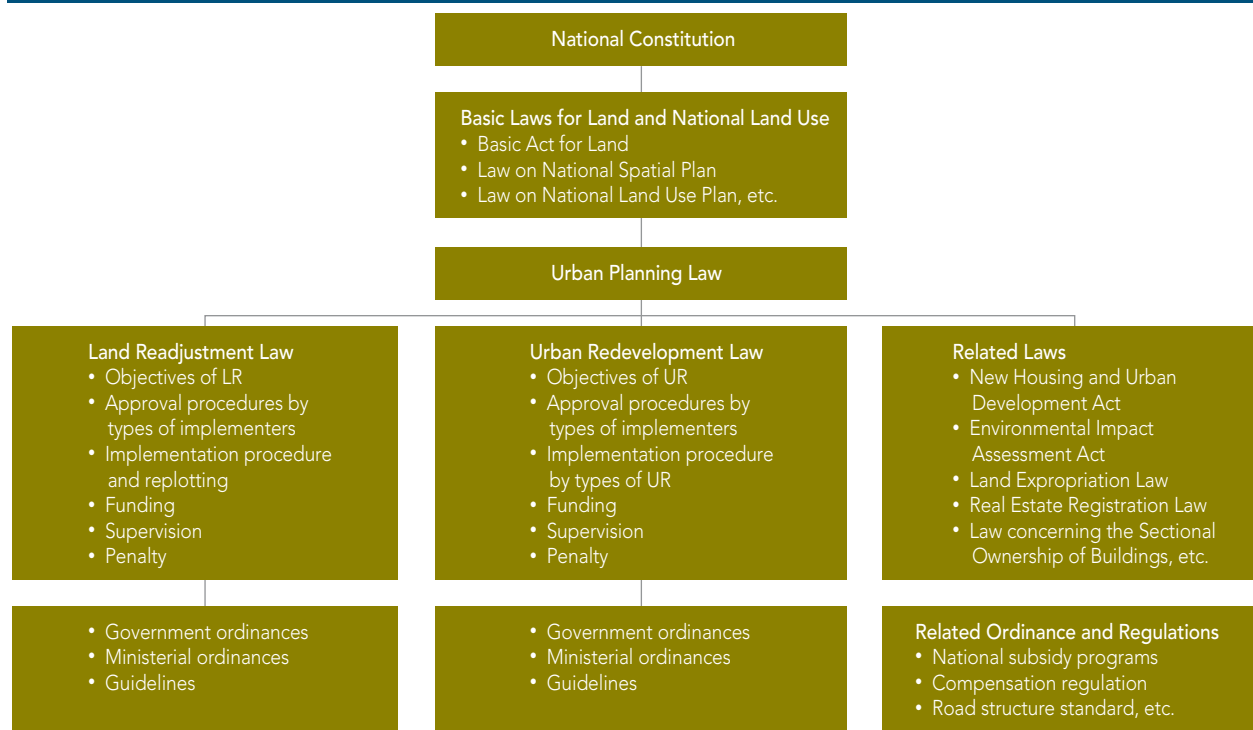 National Constitution
Basic Laws for Land and National Land Use
• Basic Act for Land
• Law on National Spatial Plan
• Law on National Land Use Plan, etc.
Urban Planning Law
Land Readjustment Law
• Objectives of LR
• Approval procedures by
types of implementers
• Implementation procedure
and replotting
• Funding
• Supervision
• Penalty
Urban Redevelopment Law
• Objectives of UR
• Approval procedures by
types of implementers
• Implementation procedure
by types of UR
• Funding
• Supervision
• Penalty
Related Laws
• New Housing and Urban
Development Act
• Environmental Impact
Assessment Act
• Land Expropriation Law
• Real Estate Registration Law
• Law concerning the Sectional
Ownership of Buildings, etc.
• Government ordinances
• Ministerial ordinances
• Guidelines
• Government ordinances
• Ministerial ordinances
• Guidelines
Related Ordinance and Regulations
• National subsidy programs
• Compensation regulation
• Road structure standard, etc.